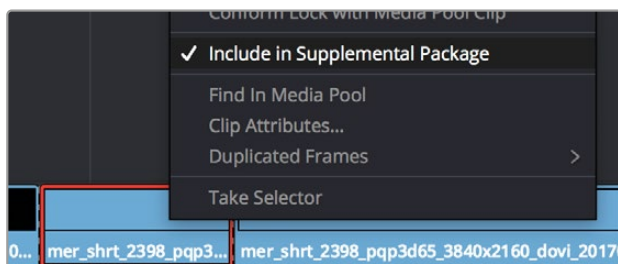 Conform Lock with Media Pool Clip
✓ Include in Supplemental Package
Find In Media Pool
Clip Attributes...
Duplicated Frames >
Take Selector
0... mer_shrt_2398_pqp3... mer_shrt_2398_pqp3d65_3840x2160_dovi_2017